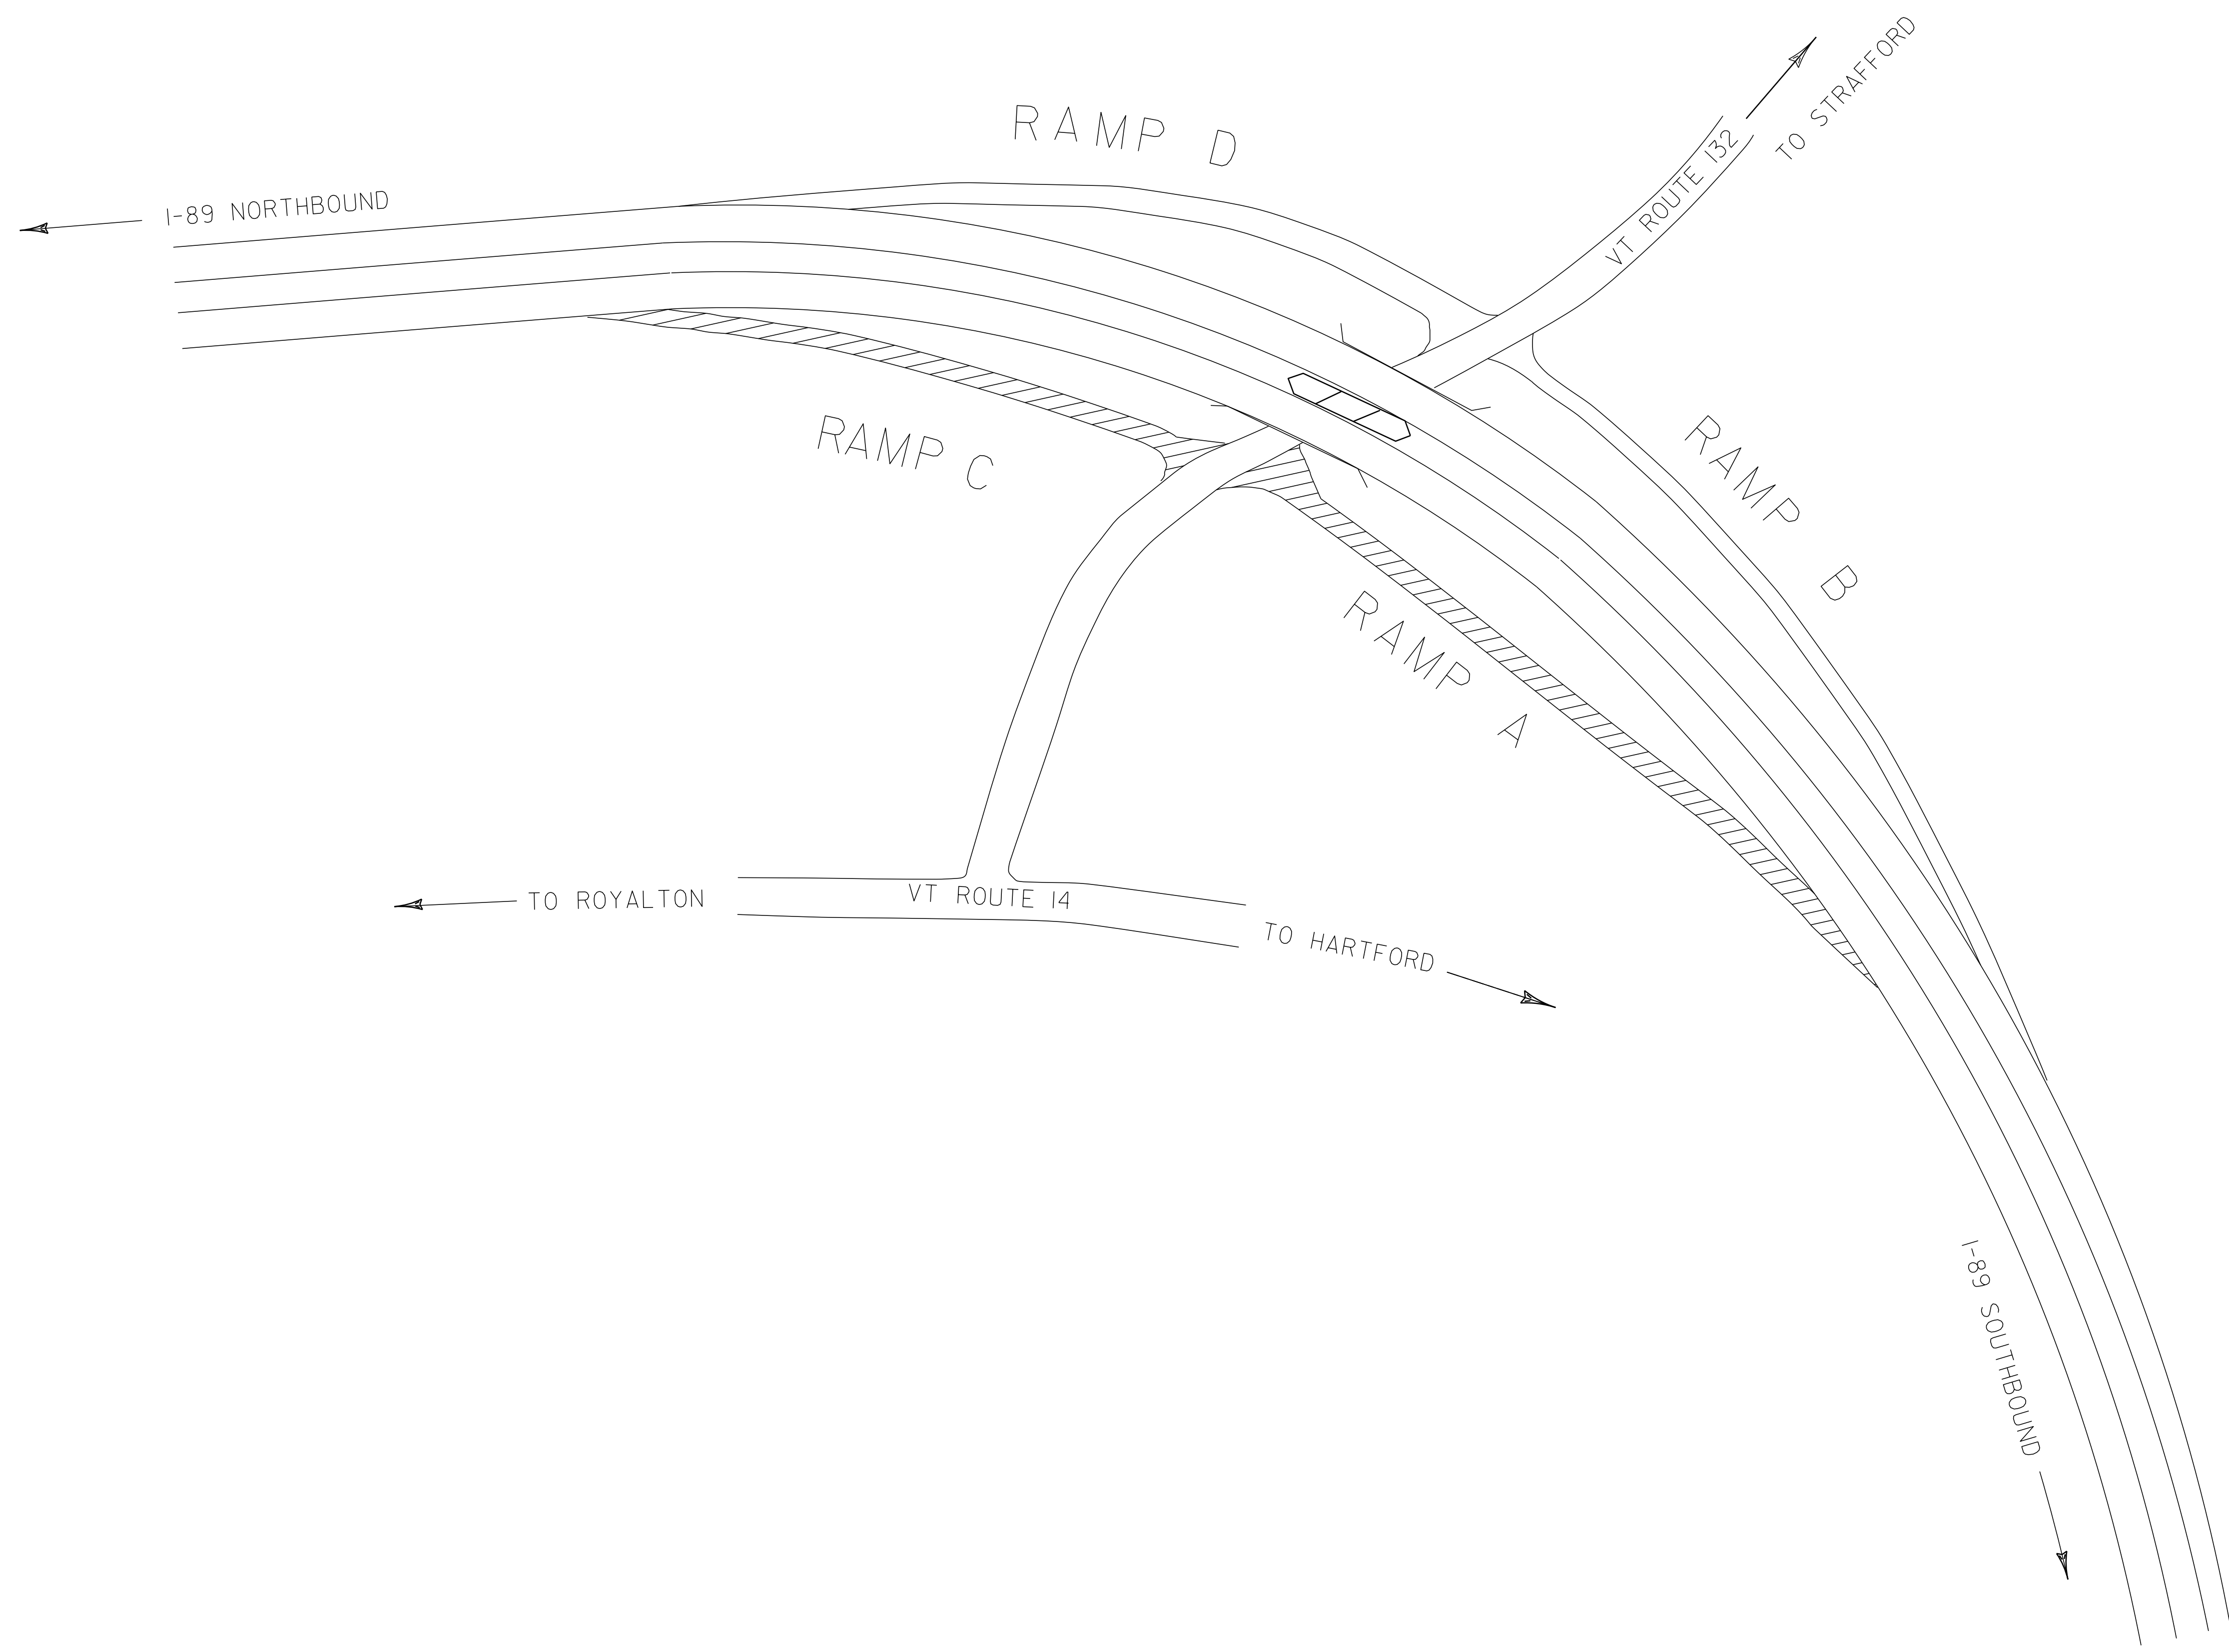 TO STRAFFORD
RAMP D
VT ROUTE 132
I-89 NORTHBOUND
RAMP C
RAMP B
RAMP A
TO ROYALTON
VT ROUTE 14
TO HARTFORD
I-89 SOUTHBOUND